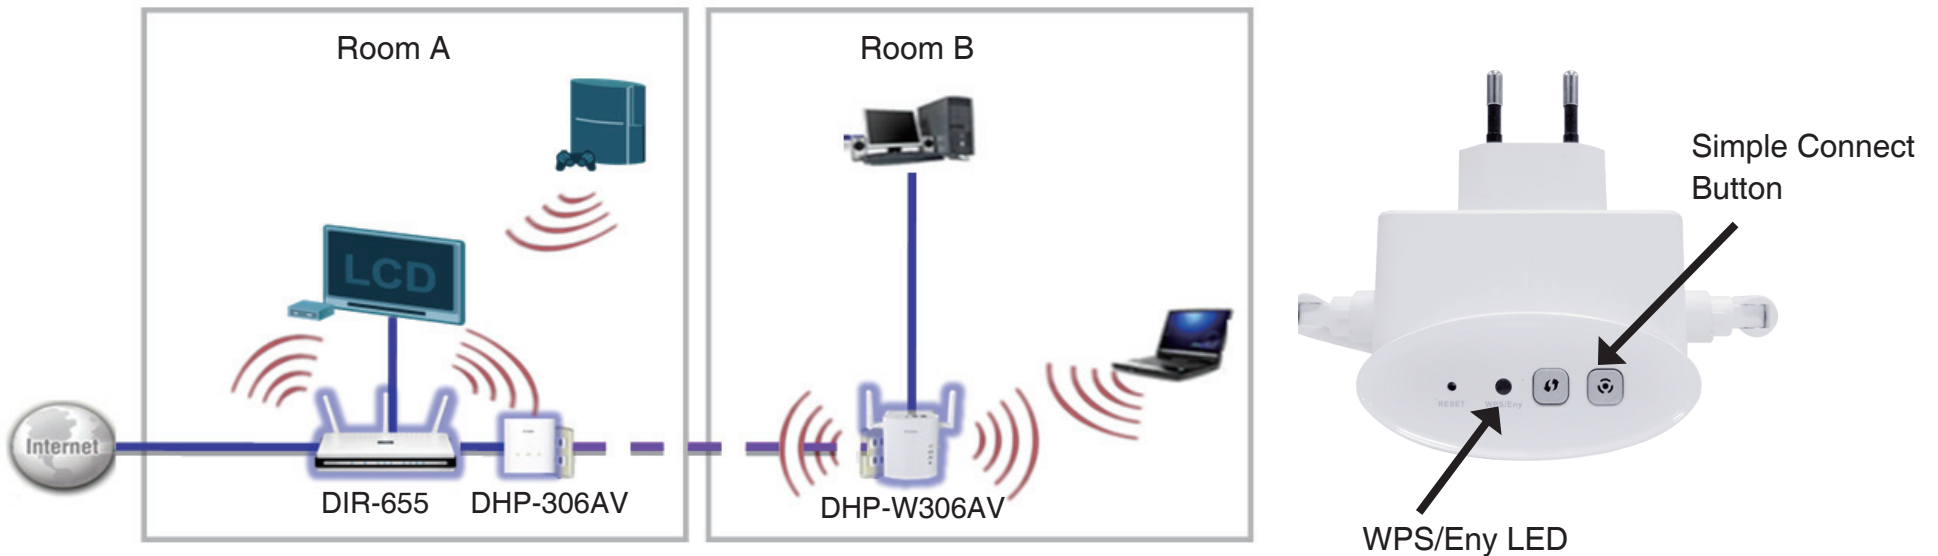 Room A
Room B
LCD
Internet
DIR-655
DHP-306AV
DHP-W306AV
Simple Connect
Button
RESET
WPS/Eny
WPS/Eny LED